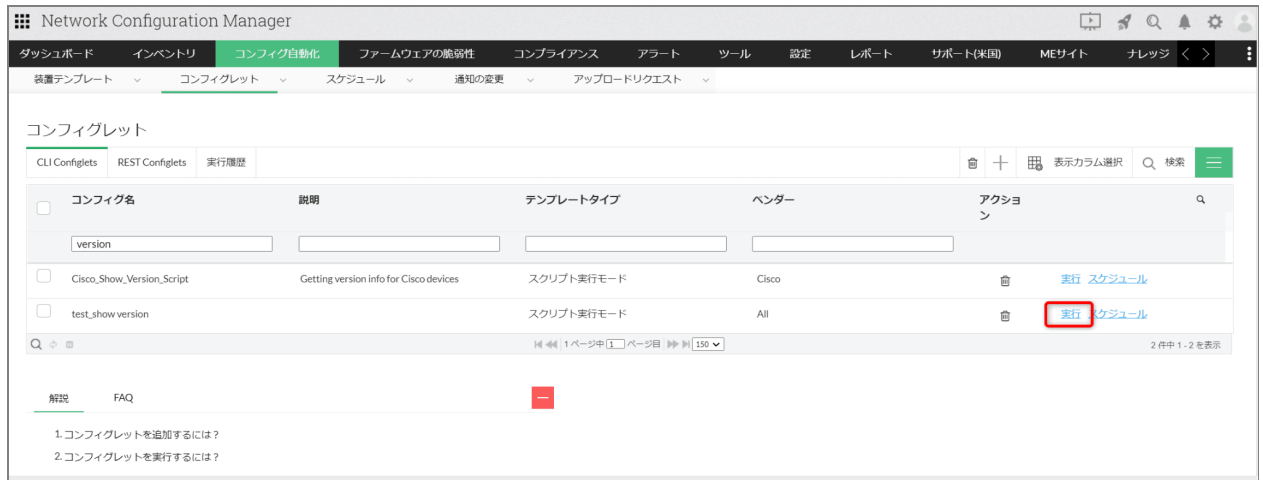 Network Configuration Manager
ダッシュボード インベントリ コンフィグ自動化 ファームウェアの脆弱性 コンプライアンス アラート ツール 設定 レポート サポート(米国) MEサイト ナレッジ
装置テンプレート コンフィグレット スケジュール 通知の変更 アップロードリクエスト
コンフィグレット
CLI Configlets REST Configlets 実行履歴 表示カラム選択 検索
コンフィグ名 説明 テンプレートタイプ ベンダー アクショ
ン
version
Cisco_Show_Version_Script Getting version info for Cisco devices スクリプト実行モード Cisco 実行 スケジュール
test_show version スクリプト実行モード All 実行 スケジュール
1 ページ中 1 ページ目 150 2 件中 1 - 2 を表示
解説 FAQ
1. コンフィグレットを追加するには？
2. コンフィグレットを実行するには？